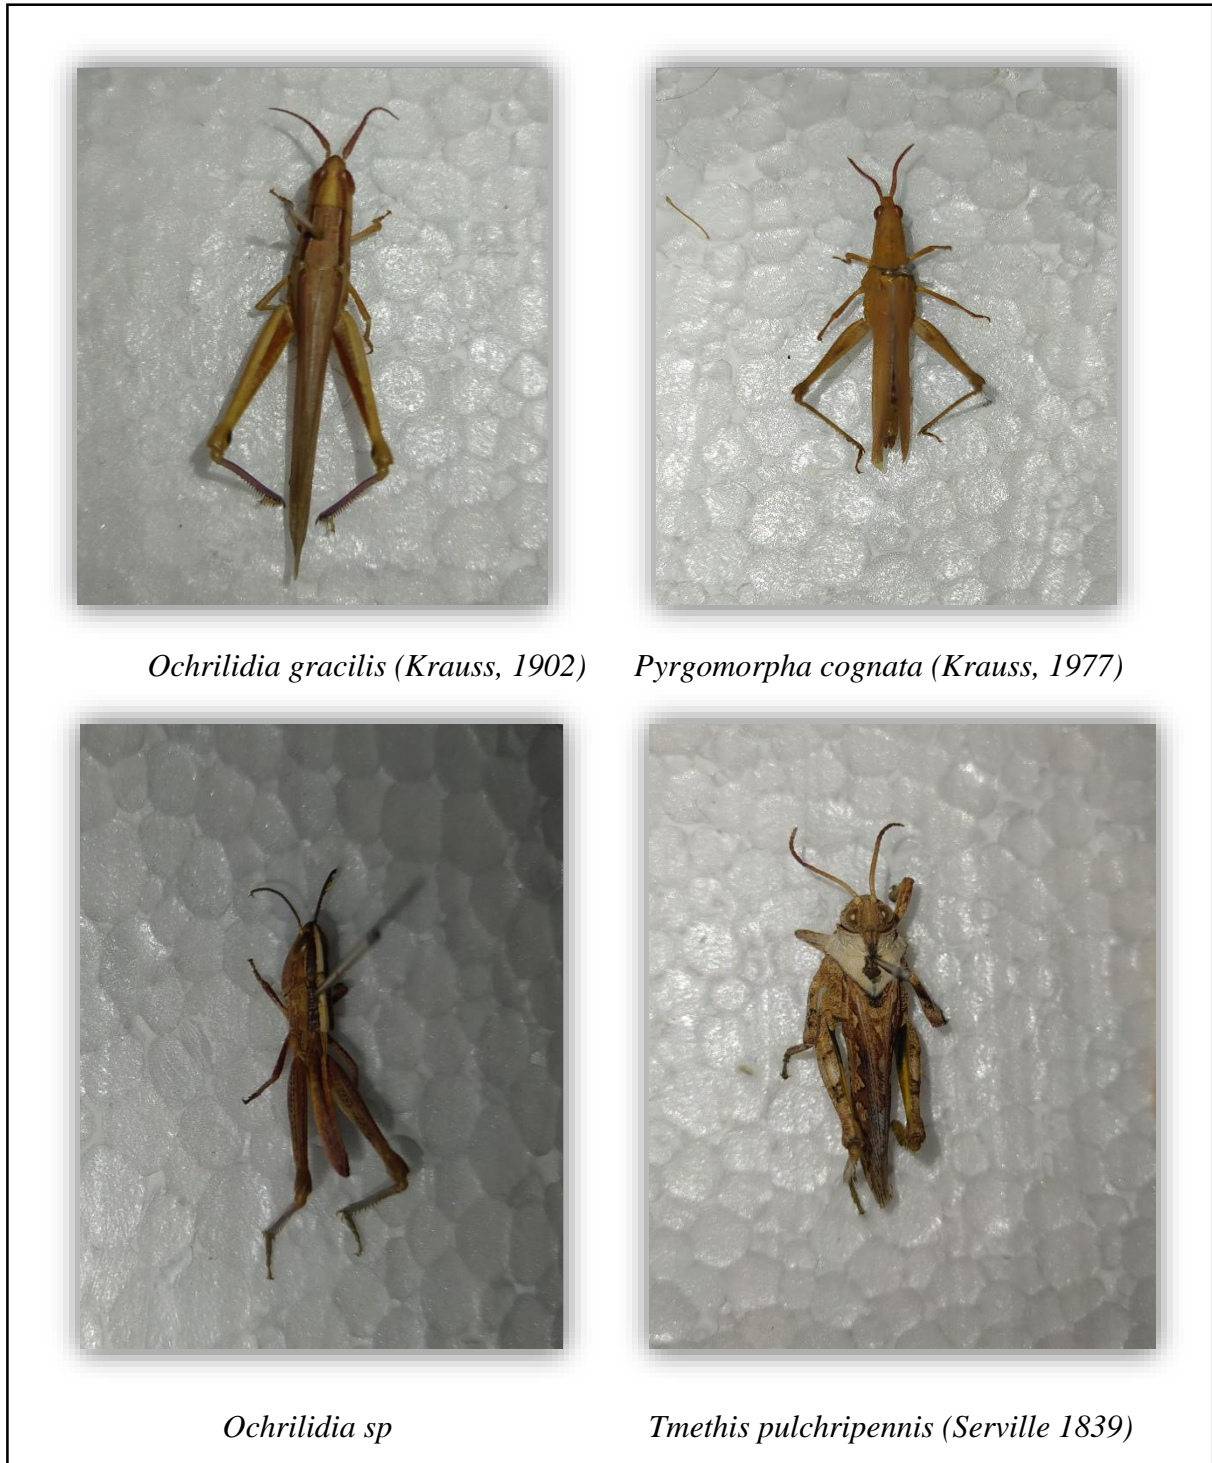 Ochrilidia gracilis (Krauss, 1902)
Pyrgomorpha cognata (Krauss, 1977)
Ochrilidia sp
Tmethis pulchripennis (Serville 1839)